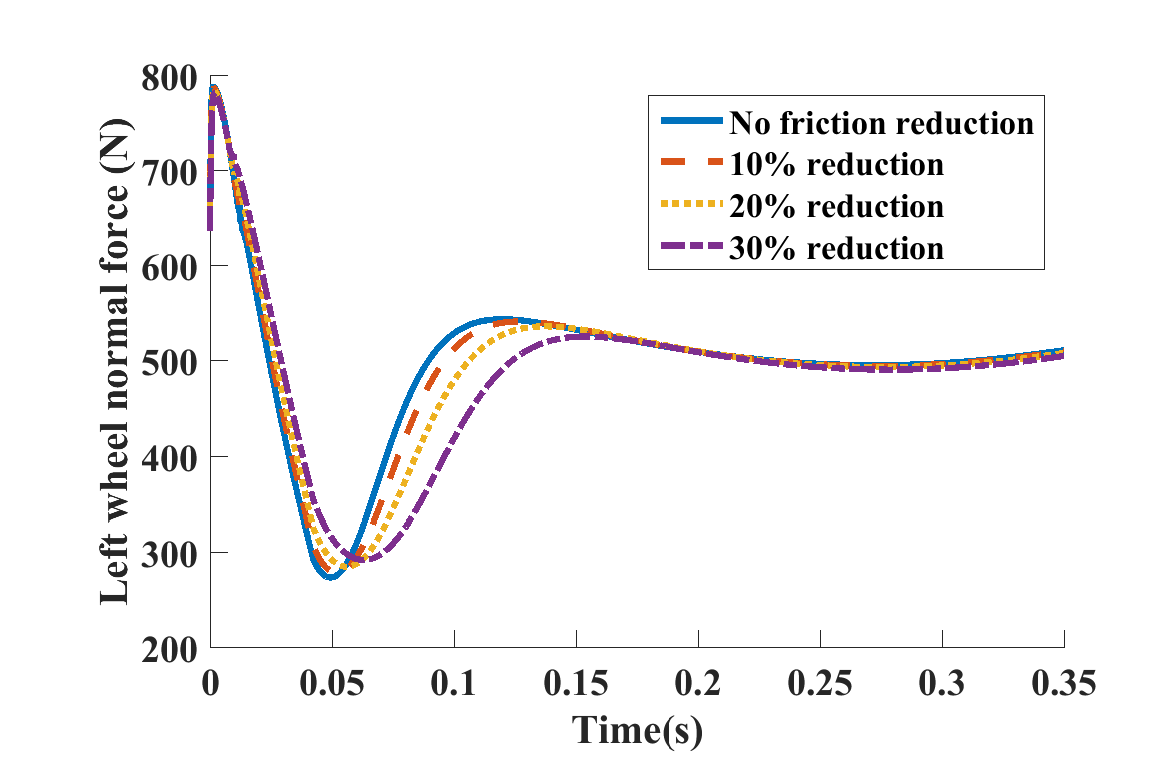 800
700
600
500
400
300
200
Left wheel normal force (N)
No friction reduction
10% reduction
20% reduction
30% reduction
0 0.05 0.1 0.15 0.2 0.25 0.3 0.35
Time(s)